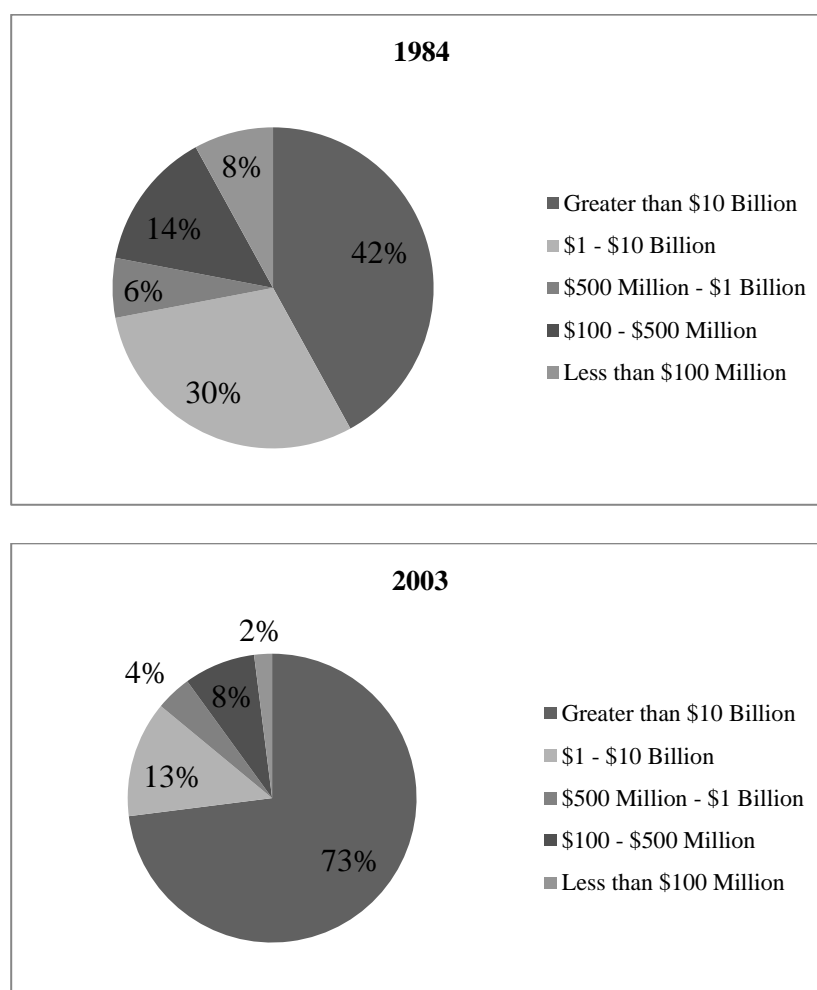 1984
8%
14%
42%
6%
30%
Greater than $10 Billion
$1 - $10 Billion
$500 Million - $1 Billion
$100 - $500 Million
Less than $100 Million
2003
2%
4%
8%
13%
73%
Greater than $10 Billion
$1 - $10 Billion
$500 Million - $1 Billion
$100 - $500 Million
Less than $100 Million